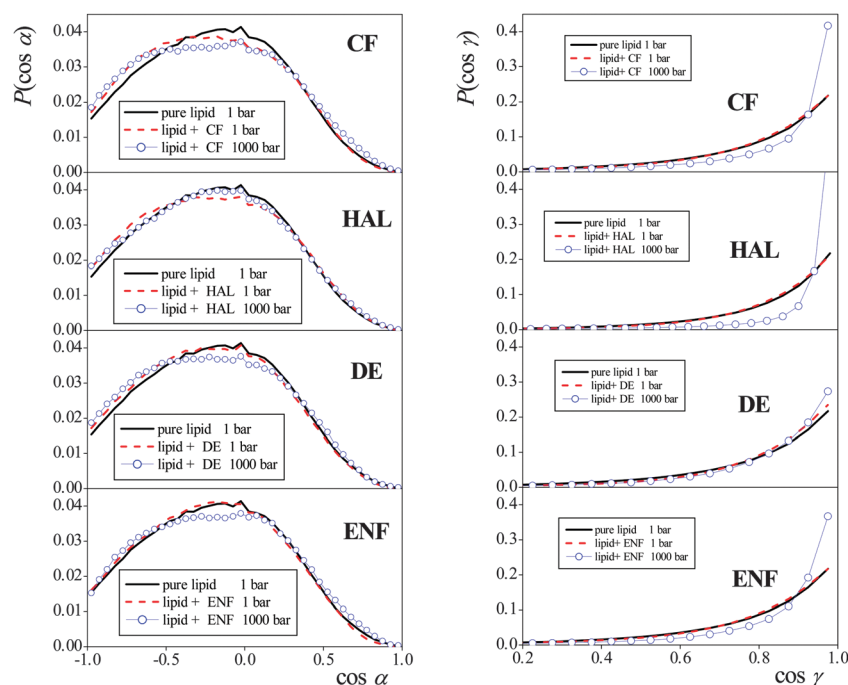 P(cos α)
0.04
0.03
0.02
0.01
0.00
CF
pure lipid 1 bar
lipid + CF 1 bar
lipid + CF 1000 bar
0.04
0.03
0.02
0.01
0.00
HAL
pure lipid 1 bar
lipid + HAL 1 bar
lipid + HAL 1000 bar
0.04
0.03
0.02
0.01
0.00
DE
pure lipid 1 bar
lipid + DE 1 bar
lipid + DE 1000 bar
0.04
0.03
0.02
0.01
0.00
ENF
pure lipid 1 bar
lipid + ENF 1 bar
lipid + ENF 1000 bar
-1.0 -0.5 0.0 0.5 1.0
cos α
P(cos γ)
0.4
0.3
0.2
0.1
0.0
pure lipid 1 bar
lipid+ CF 1 bar
lipid+ CF 1000 bar
CF
0.4
0.3
0.2
0.1
0.0
pure lipid 1 bar
lipid+ HAL 1 bar
lipid+ HAL 1000 bar
HAL
0.4
0.3
0.2
0.1
0.0
pure lipid 1 bar
lipid+ DE 1 bar
lipid+ DE 1000 bar
DE
0.4
0.3
0.2
0.1
0.0
pure lipid 1 bar
lipid+ ENF 1 bar
lipid+ ENF 1000 bar
ENF
0.2 0.4 0.6 0.8 1.0
cos γ